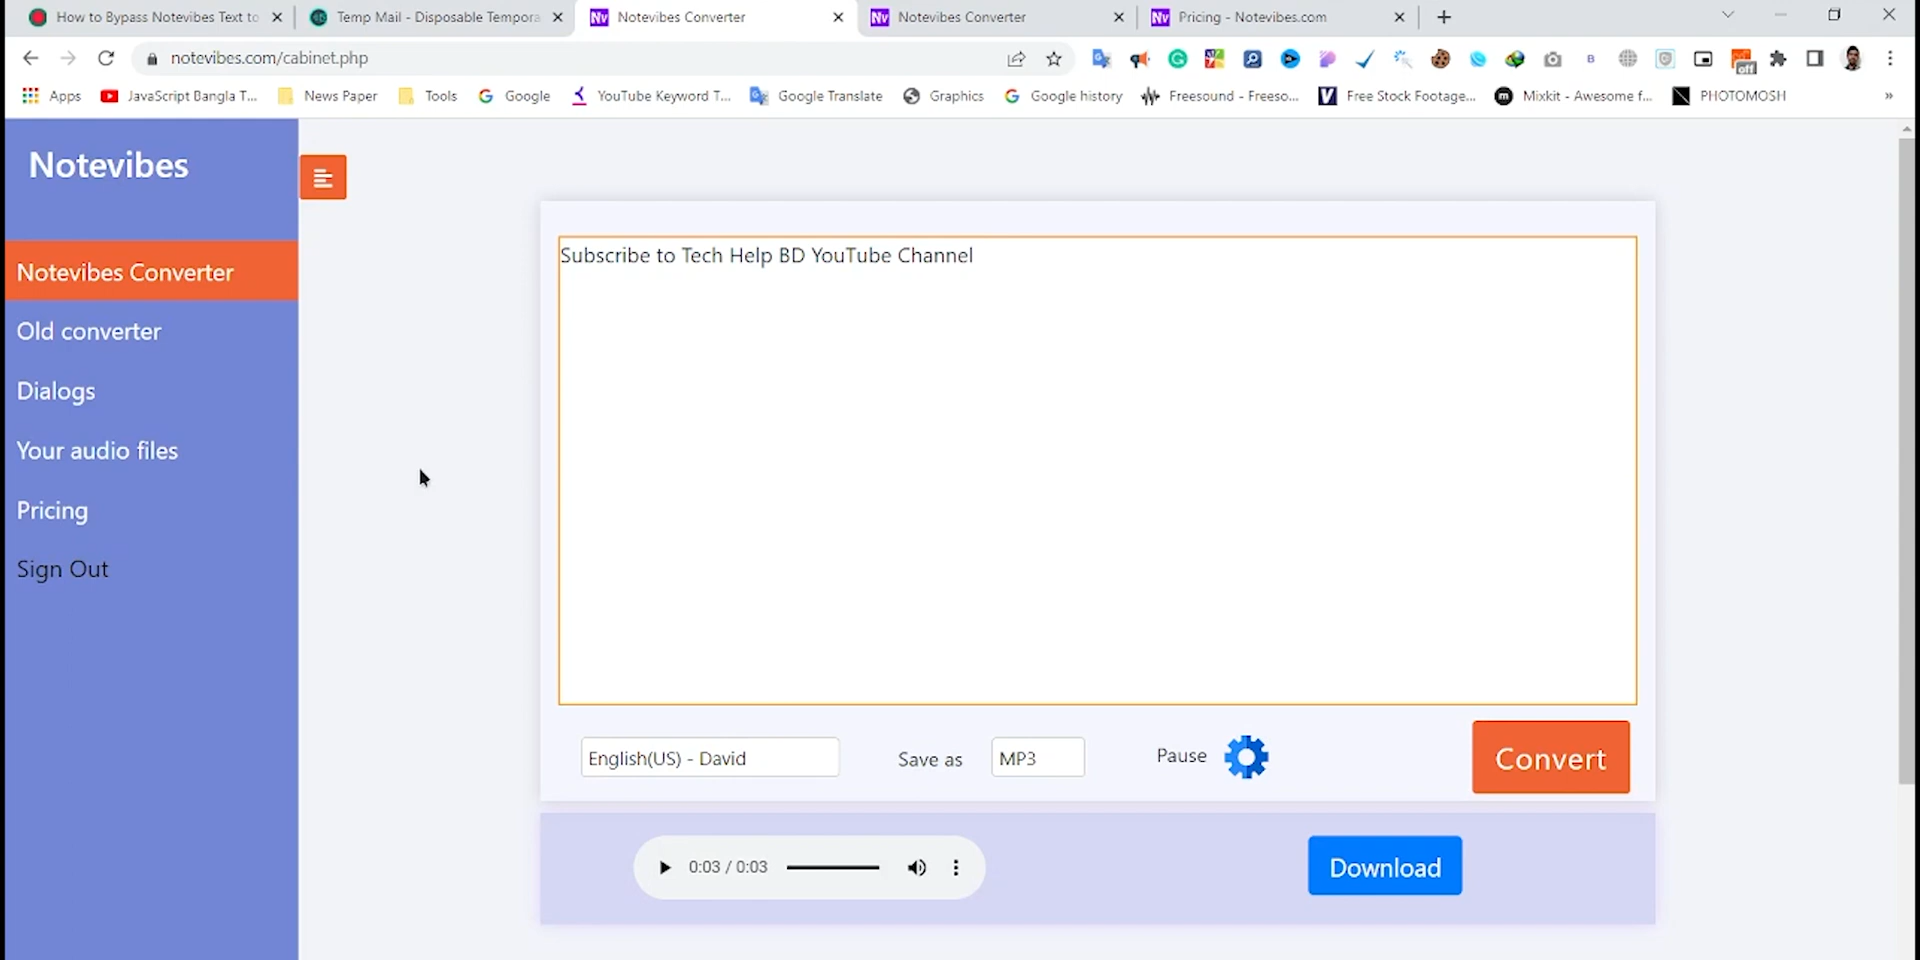 How to Bypass Notevibes Text to
Temp Mail - Disposable Tempora
Notevibes Converter
Notevibes Converter
Pricing - Notevibes.com
notevibes.com/cabinet.php
off
Apps
JavaScript Bangla T...
News Paper
Tools
Google
YouTube Keyword T...
Google Translate
Graphics
Google history
Freesound - Freeso...
Free Stock Footage...
Mixkit - Awesome f...
PHOTOMOSH
Notevibes
Notevibes Converter
Old converter
Dialogs
Your audio files
Pricing
Sign Out
Subscribe to Tech Help BD YouTube Channel
English(US) - David
Save as
MP3
Pause
Convert
0:03 / 0:03
Download